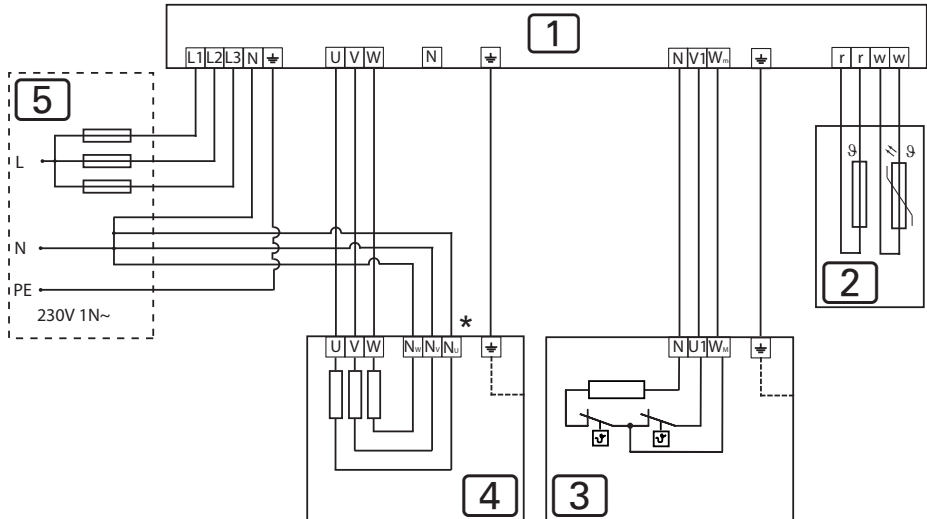 1
L1 L2 L3 N
U V W
N
N V1 Wm
r r w w
5
L
ϑ
ϑ
N
2
PE
230V 1N~
*
U V W NW NV NU
N U1 WM
ϑ ϑ
4
3